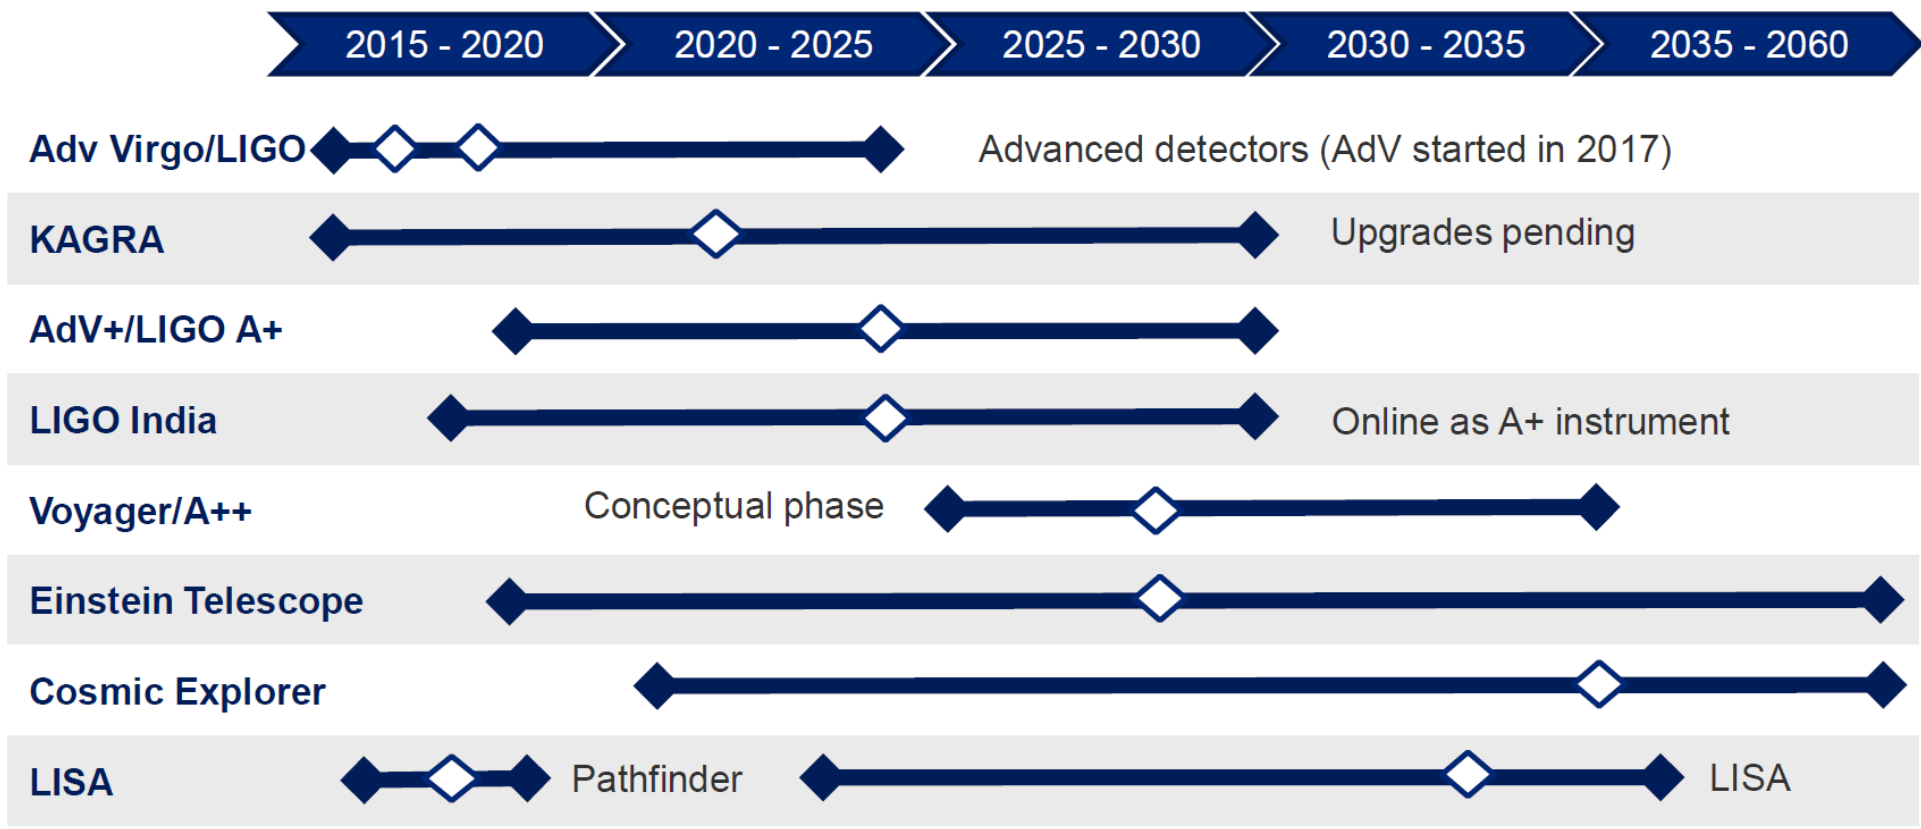 2015 - 2020 2020 - 2025 2025 - 2030 2030 - 2035 2035 - 2060
Adv Virgo/LIGO Advanced detectors (AdV started in 2017)
KAGRA Upgrades pending
AdV+/LIGO A+
LIGO India Online as A+ instrument
Voyager/A++ Conceptual phase
Einstein Telescope
Cosmic Explorer
LISA Pathfinder LISA